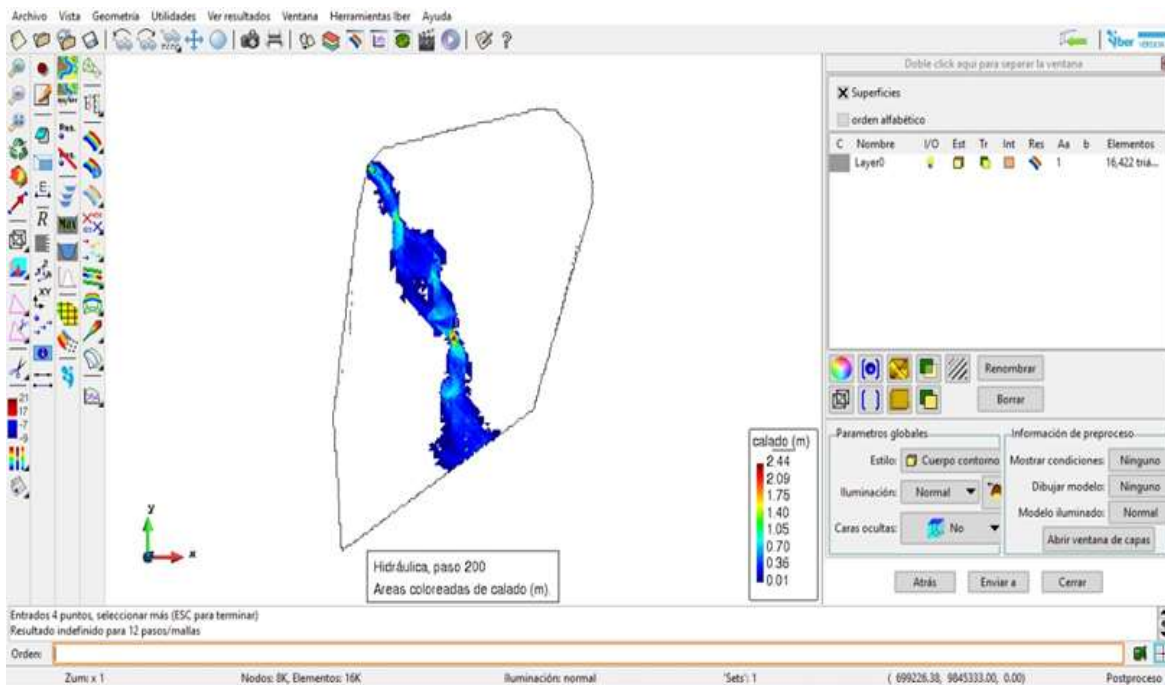 Archivo Vista Geometría Utilidades Ver resultados Ventana Herramientas Iber Ayuda
Iber VERSION
Doble click aqui para separar la ventana
Superficies
orden alfabético
C Nombre I/O Est Tr Int Res Aa b Elementos
Layer0 1 16,422 triá...
Renombrar
Borrar
Parametros globales
Estilo: Cuerpo contorno
Iluminación: Normal
Caras ocultas: No
Información de preproceso
Mostrar condiciones: Ninguno
Dibujar modelo: Ninguno
Modelo iluminado: Normal
Abrir ventana de capas
Atrás Enviar a Cerrar
calado (m)
2.44
2.09
1.75
1.40
1.05
0.70
0.36
0.01
y
x
Hidráulica, paso 200
Areas coloreadas de calado (m).
Entrados 4 puntos, seleccionar más (ESC para terminar)
Resultado indefinido para 12 pasos/mallas
Orden:
Zum: x 1 Nodos: 8K, Elementos: 16K Iluminación: normal 'Sets': 1 ( 699226.38, 9845333.00, 0.00) Postproceso